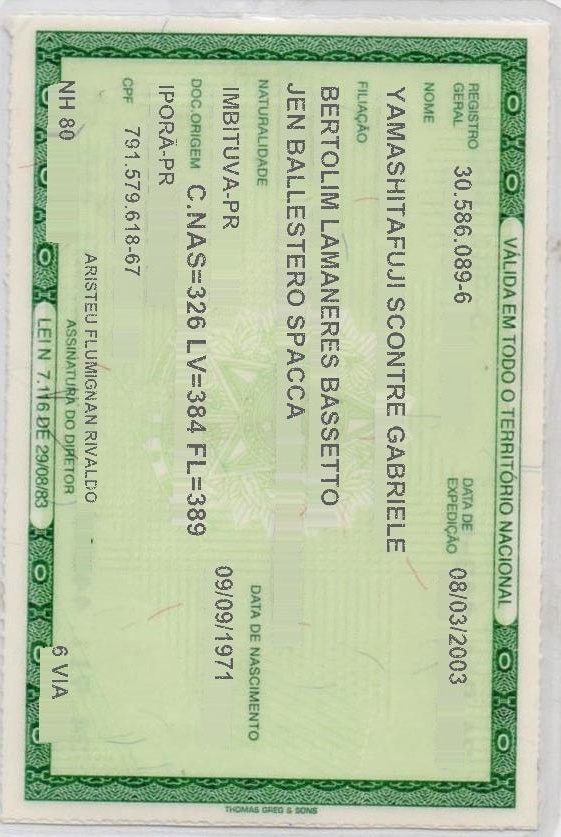 VÁLIDA EM TODO O TERRITÓRIO NACIONAL
REGISTRO GERAL 30.586.089-6 DATA DE EXPEDIÇÃO 08/03/2003
NOME
YAMASHITAFUJI SCONTRE GABRIELE
FILIAÇÃO
BERTOLIM LAMANERES BASSETTO
JEN BALLESTERO SPACCA
NATURALIDADE DATA DE NASCIMENTO
IMBITUVA-PR 09/09/1971
DOC.ORIGEM C.NAS=326 LV=384 FL=389
IPORÃ-PR
CPF 791.579.618-67
ARISTEU FLUMIGNAN RIVALDO
NH 80 ASSINATURA DO DIRETOR 6 VIA
LEI N 7.116 DE 29/08/83
THOMAS GREG & SONS